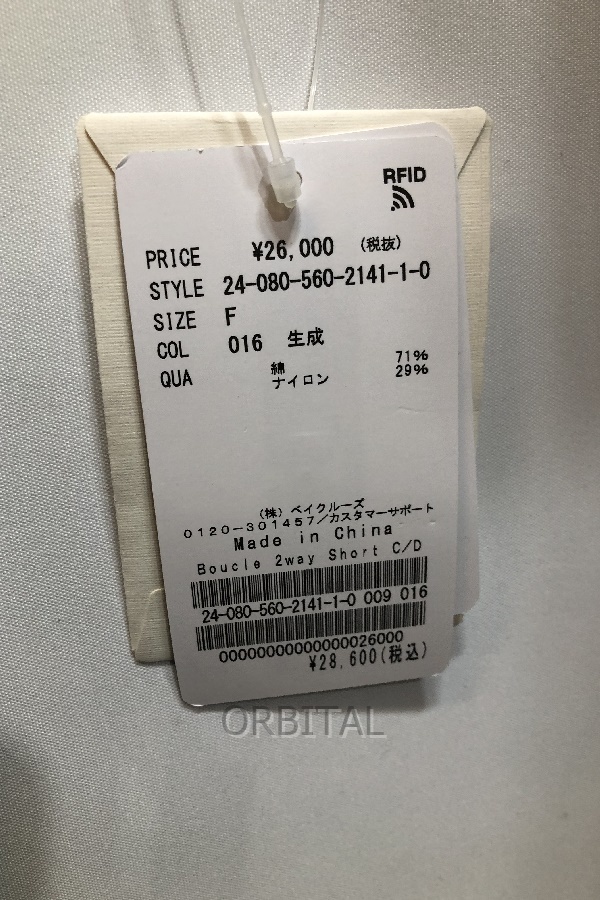 RFID
PRICE ¥26,000 (税抜)
STYLE 24-080-560-2141-1-0
SIZE F
COL 016 生成
QUA 綿 71%
ナイロン 29%
(株) ベイクルーズ
0120-301457/カスタマーサポート
Made in China
Boucle 2way Short C/D
24-080-560-2141-1-0 009 016
00000000000000026000
¥28,600(税込)
ORBITAL